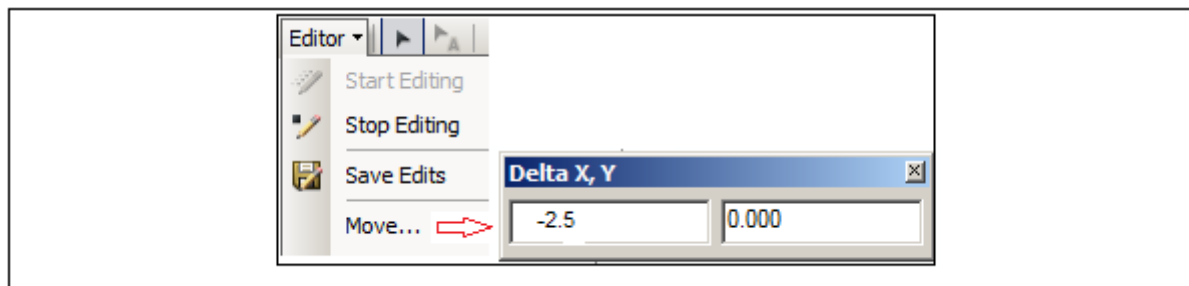 Editor
A
Start Editing
Stop Editing
Save Edits
Delta X, Y
Move...
-2.5
0.000